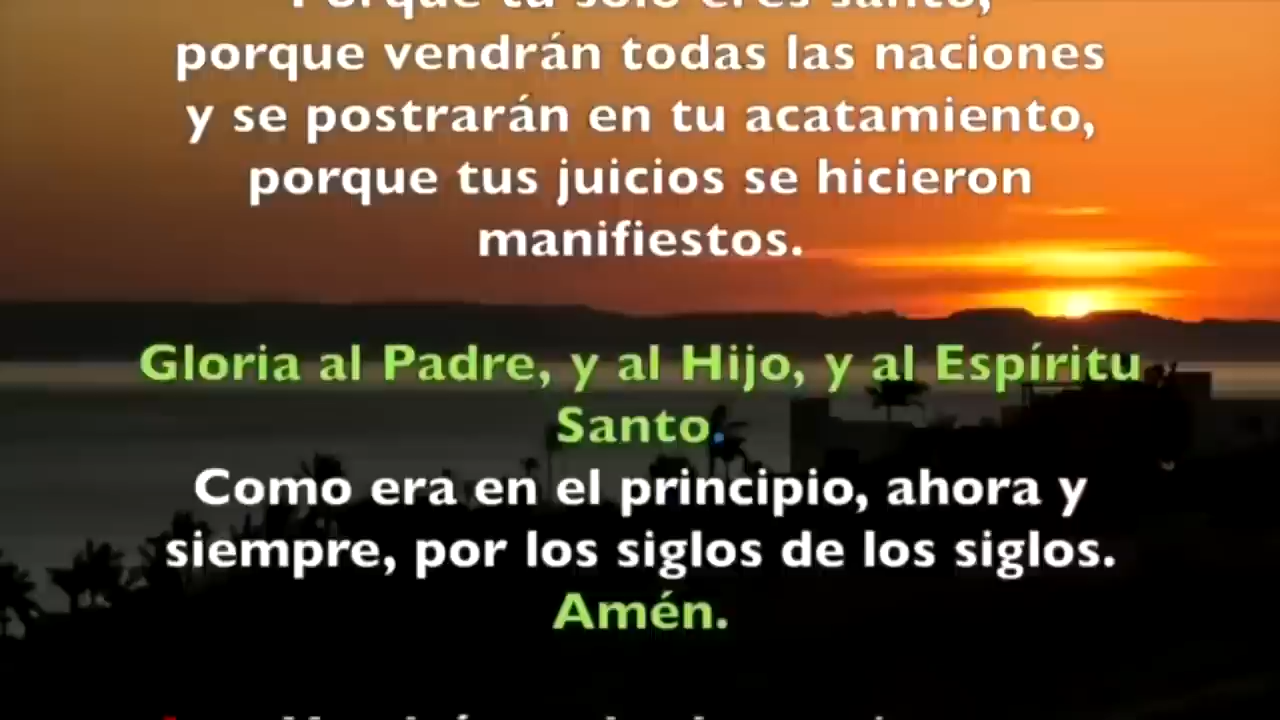 Porque tú solo eres santo,
porque vendrán todas las naciones
y se postrarán en tu acatamiento,
porque tus juicios se hicieron
manifiestos.
Gloria al Padre, y al Hijo, y al Espíritu
Santo.
Como era en el principio, ahora y
siempre, por los siglos de los siglos.
Amén.